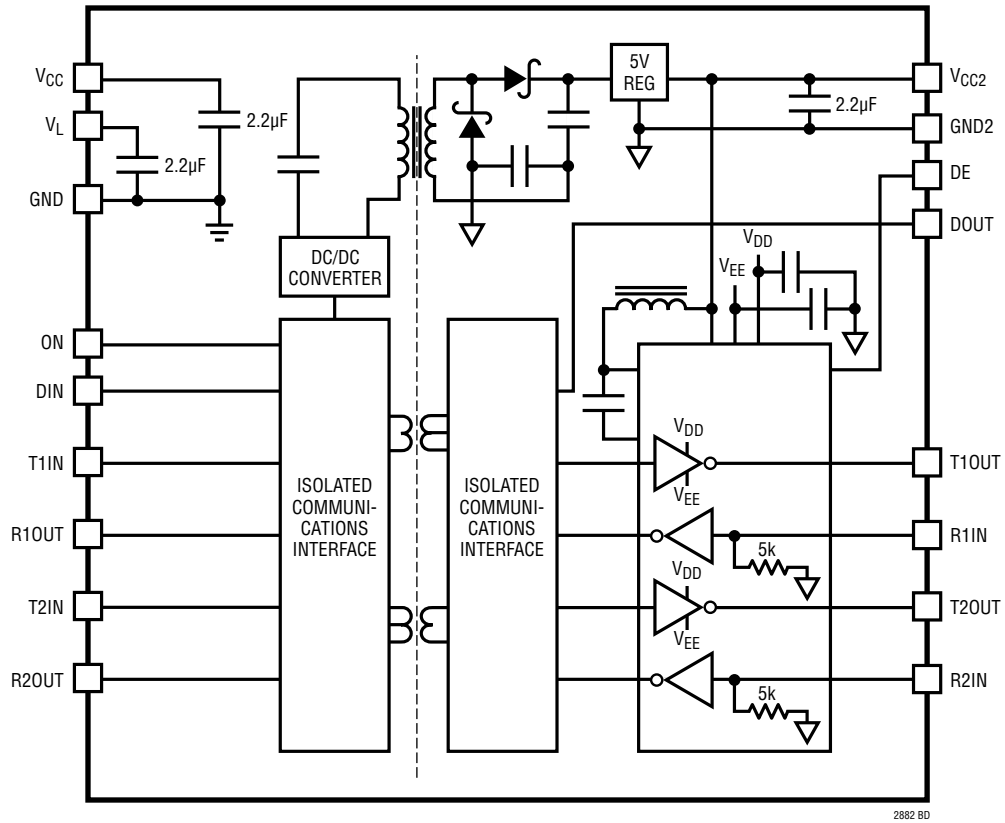 VCC
VL
GND
2.2µF
2.2µF
DC/DC
CONVERTER
5V
REG
2.2µF
VCC2
GND2
DE
DOUT
VDD
VEE
ON
DIN
T1IN
R1OUT
T2IN
R2OUT
ISOLATED
COMMUNI-
CATIONS
INTERFACE
ISOLATED
COMMUNI-
CATIONS
INTERFACE
VDD
VEE
5k
VDD
VEE
5k
T1OUT
R1IN
T2OUT
R2IN
2882 BD